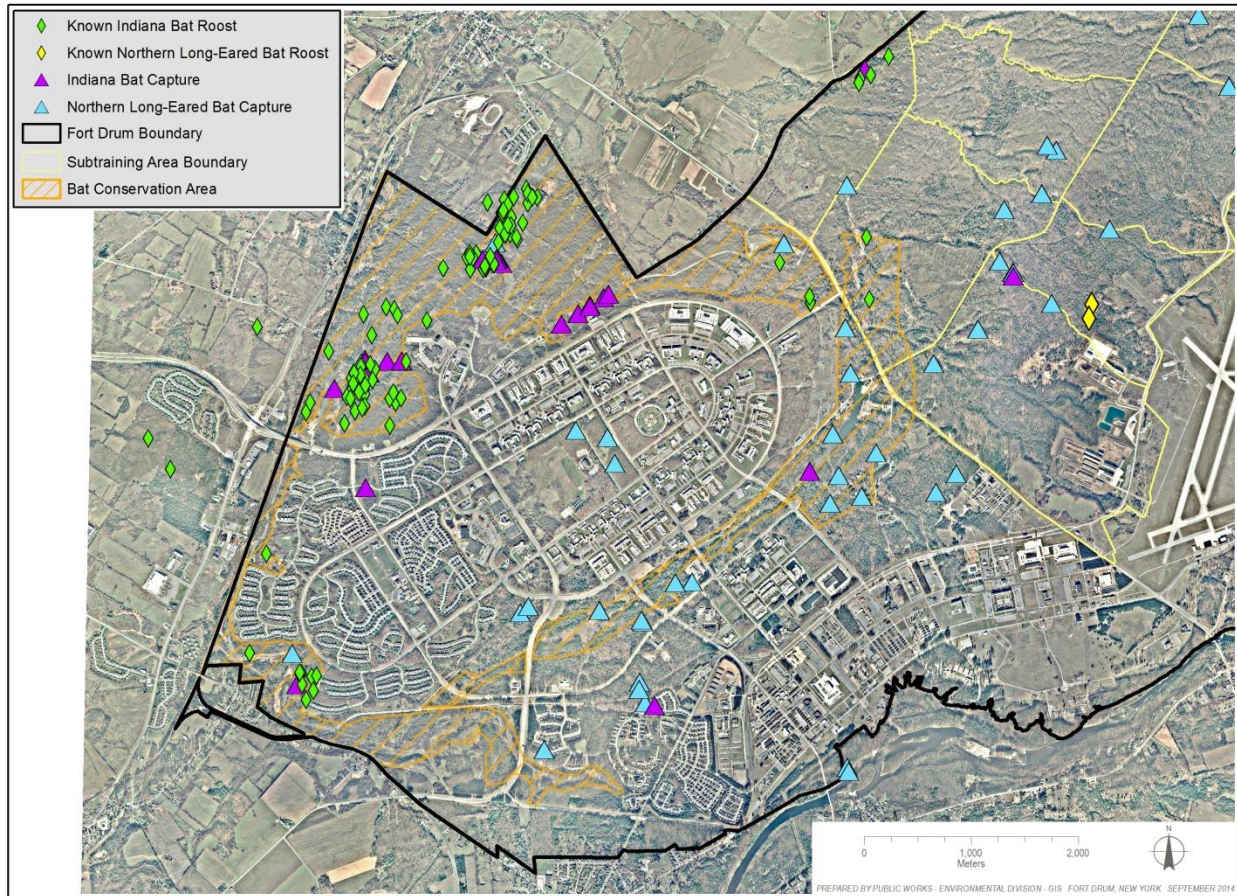 Known Indiana Bat Roost
Known Northern Long-Eared Bat Roost
Indiana Bat Capture
Northern Long-Eared Bat Capture
Fort Drum Boundary
Subtraining Area Boundary
Bat Conservation Area
N
0 1,000 2,000
Meters
PREPARED BY PUBLIC WORKS - ENVIRONMENTAL DIVISION - GIS FORT DRUM, NEW YORK SEPTEMBER 2014